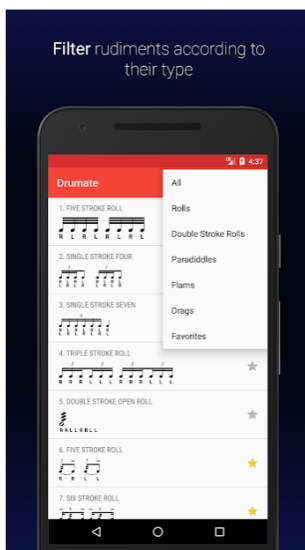 Filter rudiments according to
their type
4:37
Drumate
All
Rolls
Double Stroke Rolls
Paradiddles
Flams
Drags
Favorites
1. FIVE STROKE ROLL
R L R L R L R L
2. SINGLE STROKE FOUR
3. SINGLE STROKE SEVEN
R L R L R L R
4. TRIPLE STROKE ROLL
R R R L L L R R R L L L
5. DOUBLE STROKE OPEN ROLL
R R L L R R L L
6. FIVE STROKE ROLL
R R L L
7. SIX STROKE ROLL